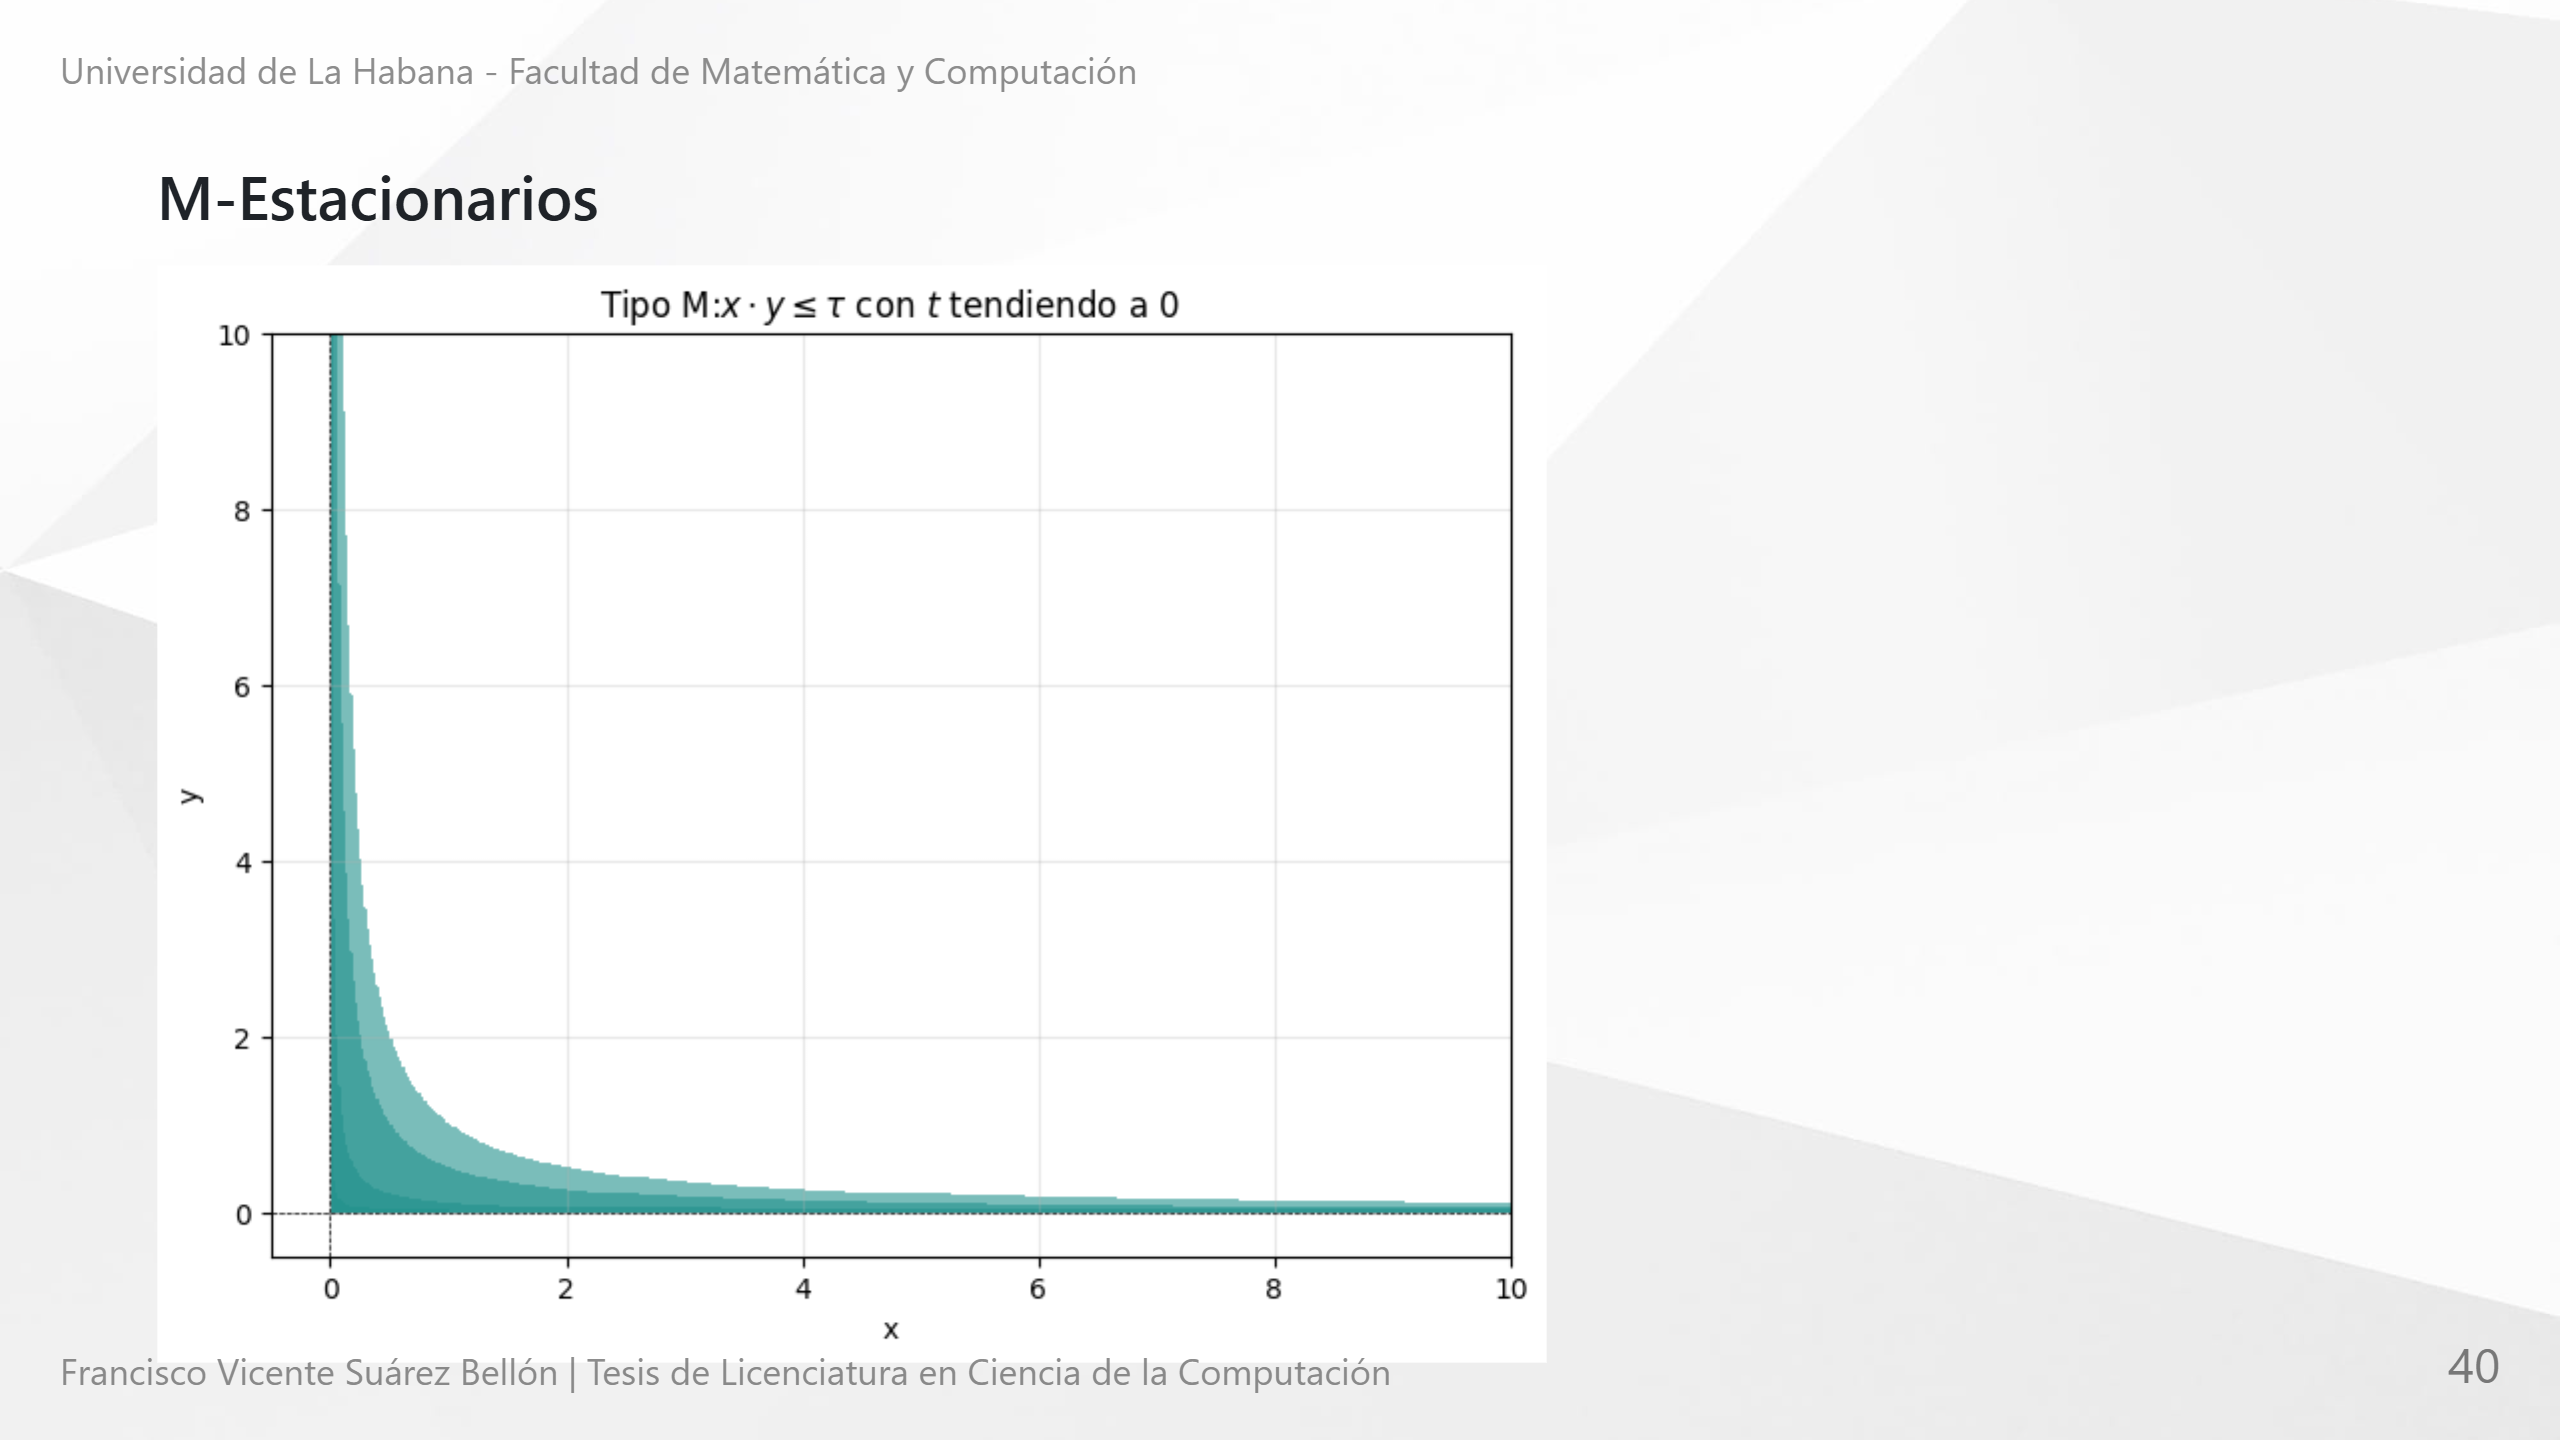 Universidad de La Habana - Facultad de Matemática y Computación
M-Estacionarios
Tipo M:x · y ≤ τ con t tendiendo a 0
10
8
6
4
2
0
y
0 2 4 6 8 10
x
Francisco Vicente Suárez Bellón | Tesis de Licenciatura en Ciencia de la Computación
40